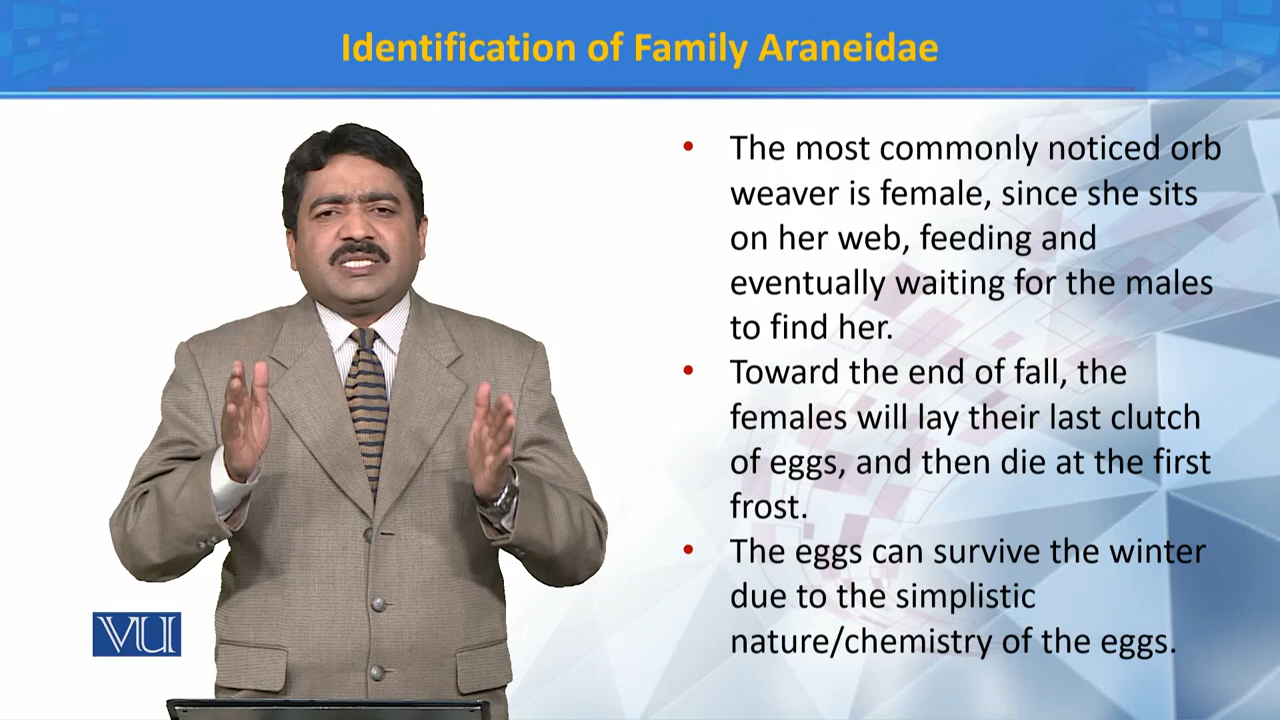 Identification of Family Araneidae
• The most commonly noticed orb
weaver is female, since she sits
on her web, feeding and
eventually waiting for the males
to find her.
• Toward the end of fall, the
females will lay their last clutch
of eggs, and then die at the first
frost.
• The eggs can survive the winter
due to the simplistic
nature/chemistry of the eggs.
VU